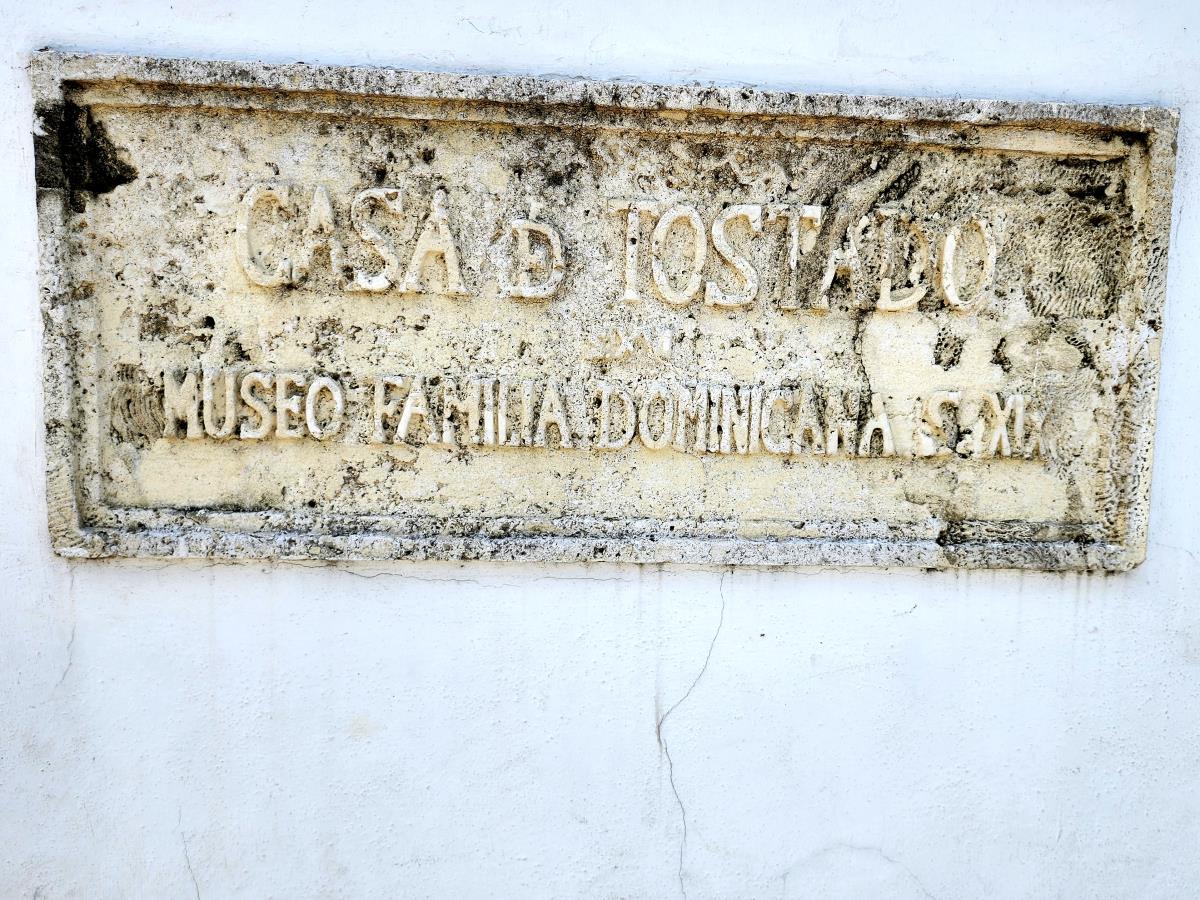 CASA Đ TOSTADO
MUSEO FAMILIA DOMINICANA S. XIX